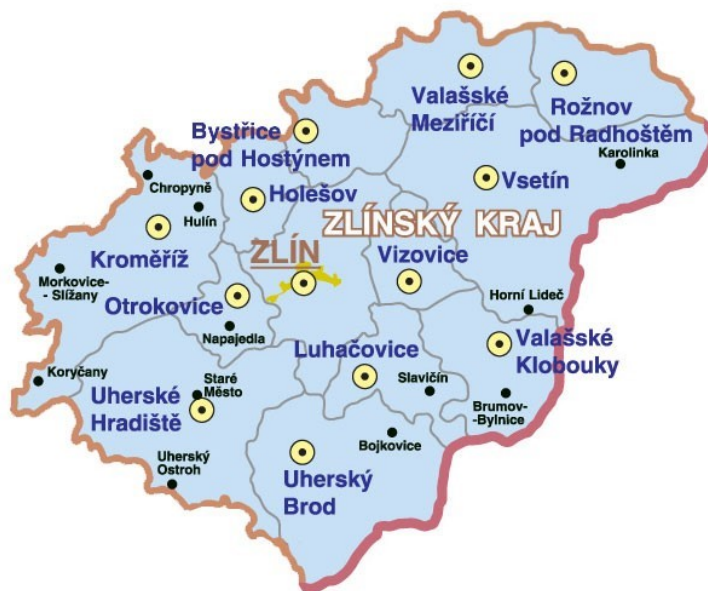 Valašské
Meziříčí
Rožnov
pod Radhoštěm
Karolinka
Bystřice
pod Hostýnem
Vsetín
Chropyně
Holešov
Hulín
ZLÍNSKÝ KRAJ
Kroměříž
ZLÍN
Vizovice
Morkovice-
- Slížany
Otrokovice
Horní Lideč
Napajedla
Valašské
Klobouky
Luhačovice
Koryčany
Staré
Město
Slavičín
Uherské
Hradiště
Brumov-
-Bylnice
Bojkovice
Uherský
Ostroh
Uherský
Brod